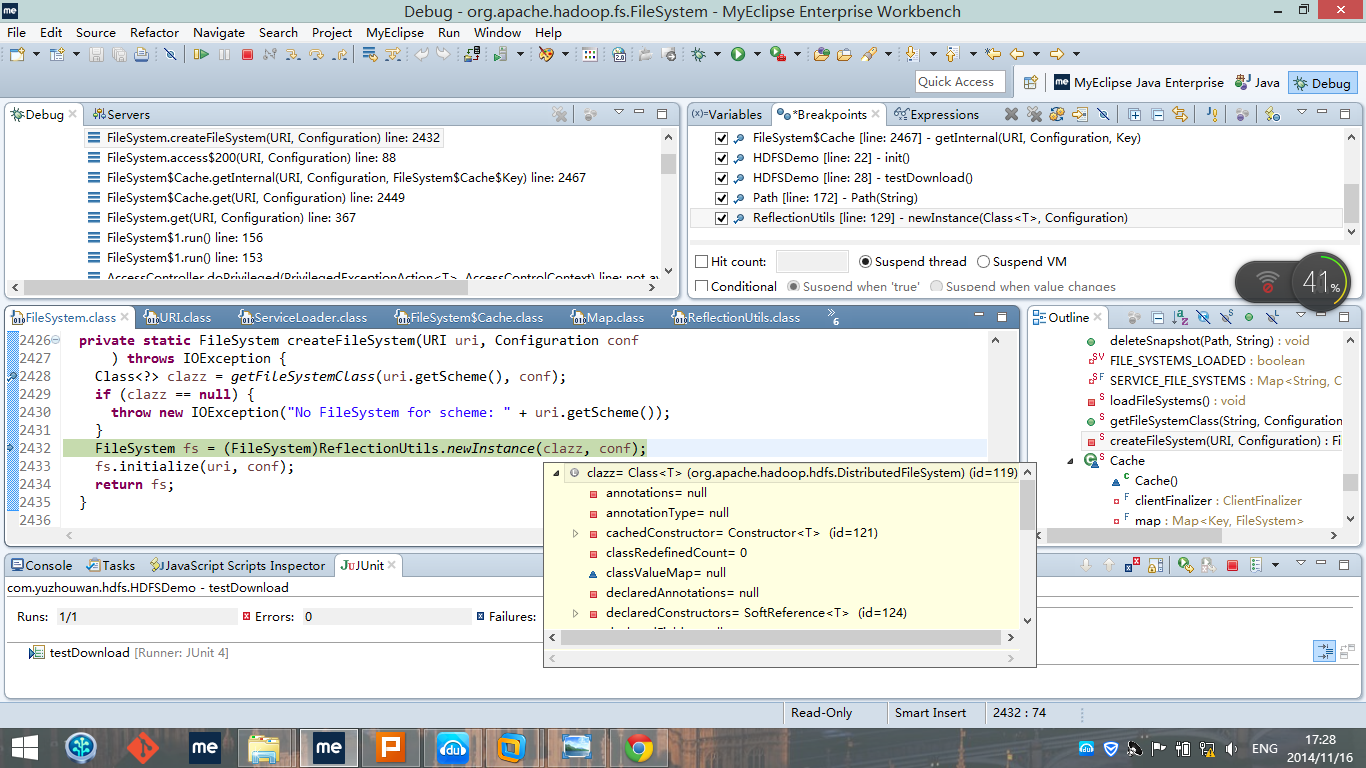 Debug - org.apache.hadoop.fs.FileSystem - MyEclipse Enterprise Workbench
File Edit Source Refactor Navigate Search Project MyEclipse Run Window Help
Quick Access
MyEclipse Java Enterprise
Java
Debug
Debug
Servers
FileSystem.createFileSystem(URI, Configuration) line: 2432
FileSystem.access$200(URI, Configuration) line: 88
FileSystem$Cache.getInternal(URI, Configuration, FileSystem$Cache$Key) line: 2467
FileSystem$Cache.get(URI, Configuration) line: 2449
FileSystem.get(URI, Configuration) line: 367
FileSystem$1.run() line: 156
FileSystem$1.run() line: 153
AccessController.doPrivileged(PrivilegedExceptionAction<T>, AccessControlContext) line: not av
(x)= Variables
*Breakpoints
Expressions
FileSystem$Cache [line: 2467] - getInternal(URI, Configuration, Key)
HDFSDemo [line: 22] - init()
HDFSDemo [line: 28] - testDownload()
Path [line: 172] - Path(String)
ReflectionUtils [line: 129] - newInstance(Class<T>, Configuration)
Hit count:
Suspend thread
Suspend VM
Conditional
Suspend when 'true'
Suspend when value changes
41%
FileSystem.class
URI.class
ServiceLoader.class
FileSystem$Cache.class
Map.class
ReflectionUtils.class
»6
2426 private static FileSystem createFileSystem(URI uri, Configuration conf
2427 ) throws IOException {
2428 Class<?> clazz = getFileSystemClass(uri.getScheme(), conf);
2429 if (clazz == null) {
2430 throw new IOException("No FileSystem for scheme: " + uri.getScheme());
2431 }
2432 FileSystem fs = (FileSystem)ReflectionUtils.newInstance(clazz, conf);
2433 fs.initialize(uri, conf);
2434 return fs;
2435 }
2436
clazz= Class<T> (org.apache.hadoop.hdfs.DistributedFileSystem) (id=119)
annotations= null
annotationType= null
cachedConstructor= Constructor<T> (id=121)
classRedefinedCount= 0
classValueMap= null
declaredAnnotations= null
declaredConstructors= SoftReference<T> (id=124)
Outline
deleteSnapshot(Path, String) : void
FILE_SYSTEMS_LOADED : boolean
SERVICE_FILE_SYSTEMS : Map<String, C
loadFileSystems() : void
getFileSystemClass(String, Configuration
createFileSystem(URI, Configuration) : Fi
Cache
Cache()
clientFinalizer : ClientFinalizer
map : Map<Key, FileSystem>
Console
Tasks
JavaScript Scripts Inspector
JUnit
com.yuzhouwan.hdfs.HDFSDemo - testDownload
Runs: 1/1
Errors: 0
Failures:
testDownload [Runner: JUnit 4]
Read-Only
Smart Insert
2432 : 74
ENG
17:28
2014/11/16